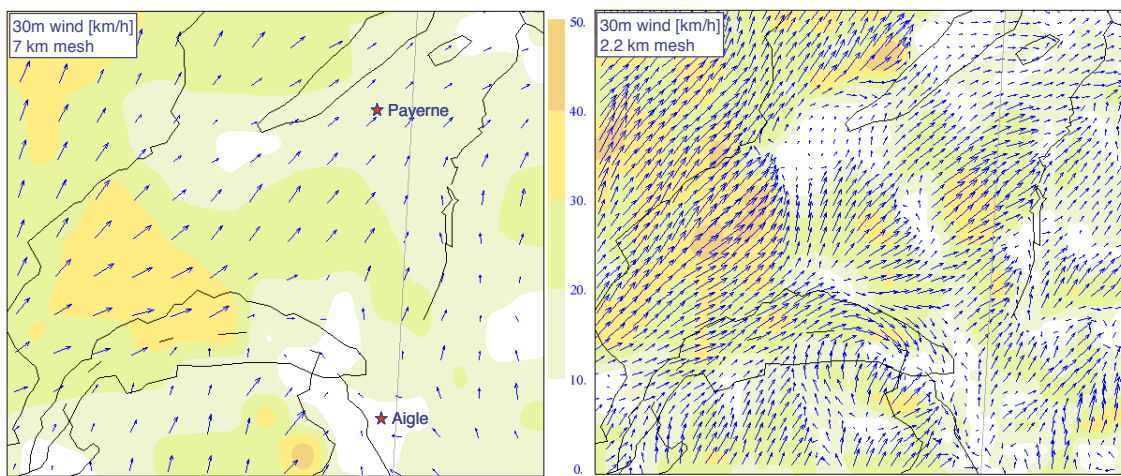 30m wind [km/h]
7 km mesh
Payerne
Aigle
50.
40.
30.
20.
10.
0.
30m wind [km/h]
2.2 km mesh